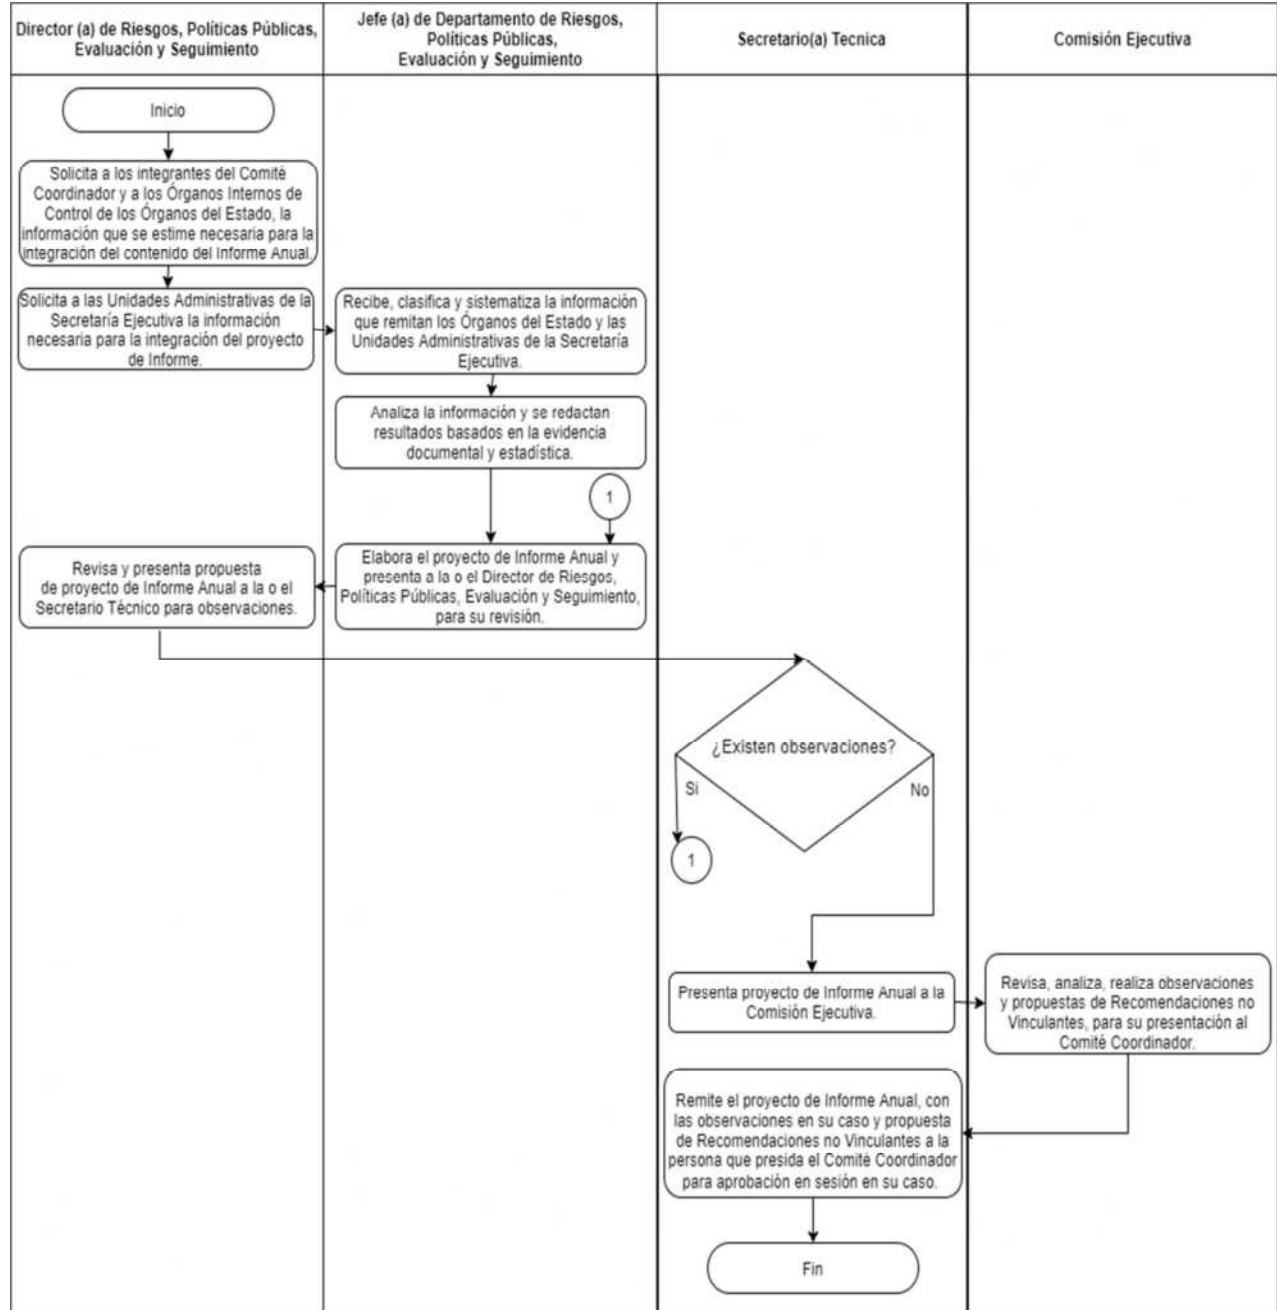 Director (a) de Riesgos, Políticas Públicas,
Evaluación y Seguimiento
Jefe (a) de Departamento de Riesgos,
Políticas Públicas,
Evaluación y Seguimiento
Secretario(a) Tecnica
Comisión Ejecutiva
Inicio
Solicita a los integrantes del Comité
Coordinador y a los Órganos Internos de
Control de los Órganos del Estado, la
información que se estime necesaria para la
integración del contenido del Informe Anual.
Solicita a las Unidades Administrativas de la
Secretaría Ejecutiva la información
necesaria para la integración del proyecto
de Informe.
Recibe, clasifica y sistematiza la información
que remitan los Órganos del Estado y las
Unidades Administrativas de la Secretaría
Ejecutiva.
Analiza la información y se redactan
resultados basados en la evidencia
documental y estadística.
1
Elabora el proyecto de Informe Anual y
presenta a la o el Director de Riesgos,
Políticas Públicas, Evaluación y Seguimiento,
para su revisión.
Revisa y presenta propuesta
de proyecto de Informe Anual a la o el
Secretario Técnico para observaciones.
¿Existen observaciones?
Sí
No
1
Presenta proyecto de Informe Anual a la
Comisión Ejecutiva.
Revisa, analiza, realiza observaciones
y propuestas de Recomendaciones no
Vinculantes, para su presentación al
Comité Coordinador.
Remite el proyecto de Informe Anual, con
las observaciones en su caso y propuesta
de Recomendaciones no Vinculantes a la
persona que presida el Comité Coordinador
para aprobación en sesión en su caso.
Fin